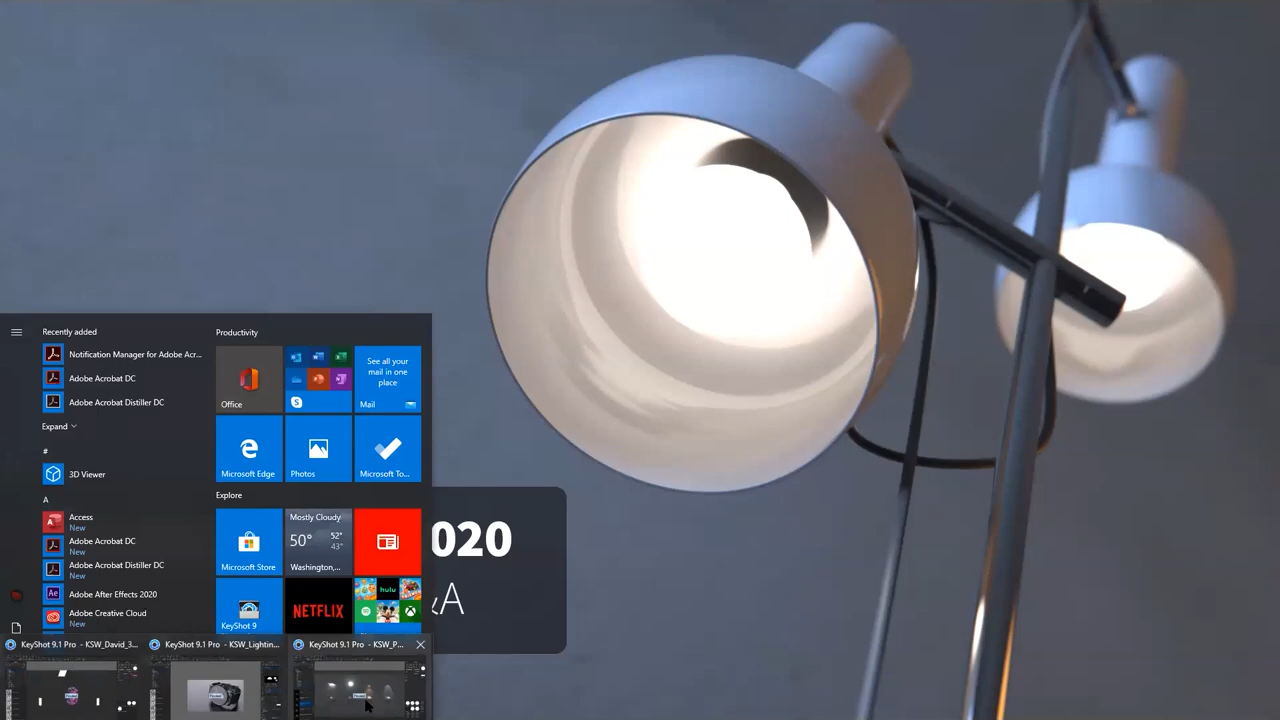 Recently added
Notification Manager for Adobe Acr...
Adobe Acrobat DC
Adobe Acrobat Distiller DC
Expand
#
3D Viewer
A
Access
New
Adobe Acrobat DC
New
Adobe Acrobat Distiller DC
New
Adobe After Effects 2020
Adobe Creative Cloud
New
Productivity
Office
See all your mail in one place
Mail
Microsoft Edge
Photos
Microsoft To...
Explore
Microsoft Store
Mostly Cloudy
50° 52°
43°
Washington,...
KeyShot 9
NETFLIX
hulu
020
&A
KeyShot 9.1 Pro - KSW_David_3...
KeyShot 9.1 Pro - KSW_Lightin...
KeyShot 9.1 Pro - KSW_P...